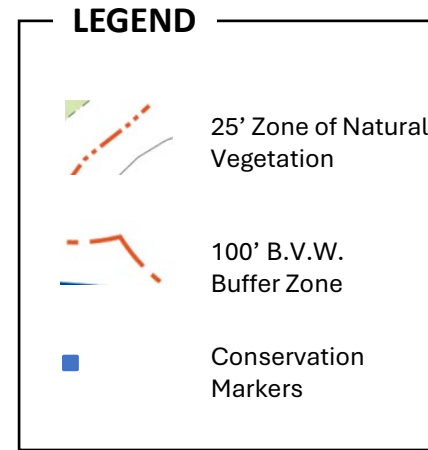 LEGEND
25’ Zone of Natural
Vegetation
100’ B.V.W.
Buffer Zone
Conservation
Markers